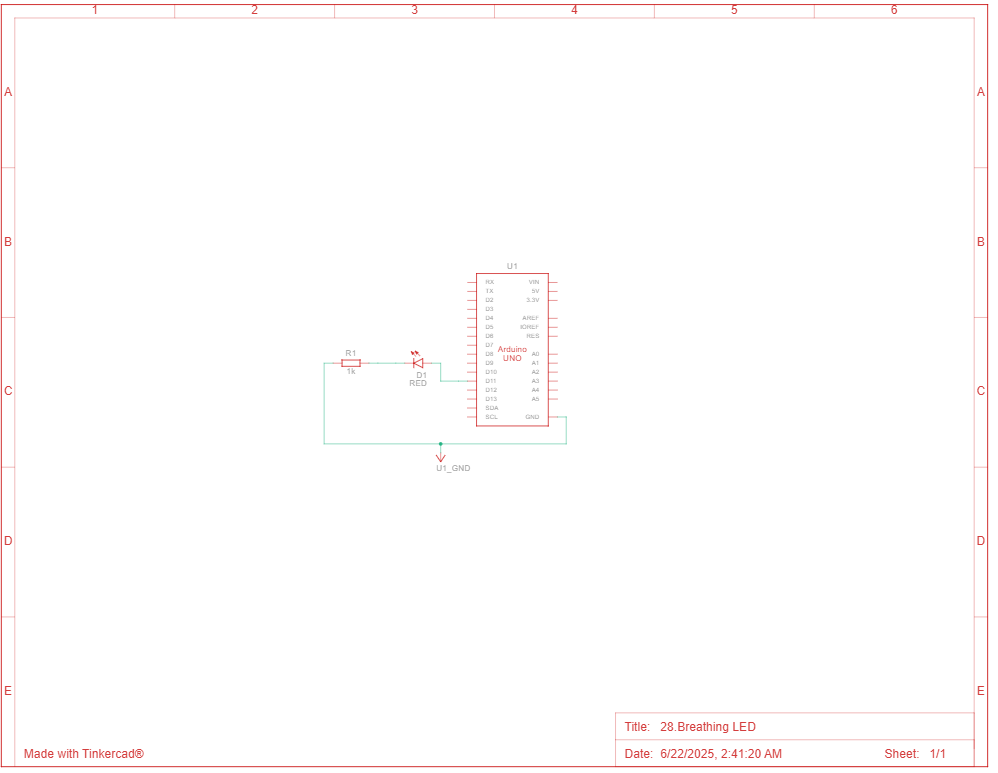 1 2 3 4 5 6
A A
B B
U1
RX VIN
TX 5V
D2 3.3V
D3
D4 AREF
D5 IOREF
D6 RES
D7
Arduino
D8 A0
UNO
D9 A1
D10 A2
D11 A3
D12 A4
D13 A5
SDA
SCL GND
R1
1k
D1
RED
C C
U1_GND
D D
E E
Title: 28.Breathing LED
Made with Tinkercad®
Date: 6/22/2025, 2:41:20 AM Sheet: 1/1